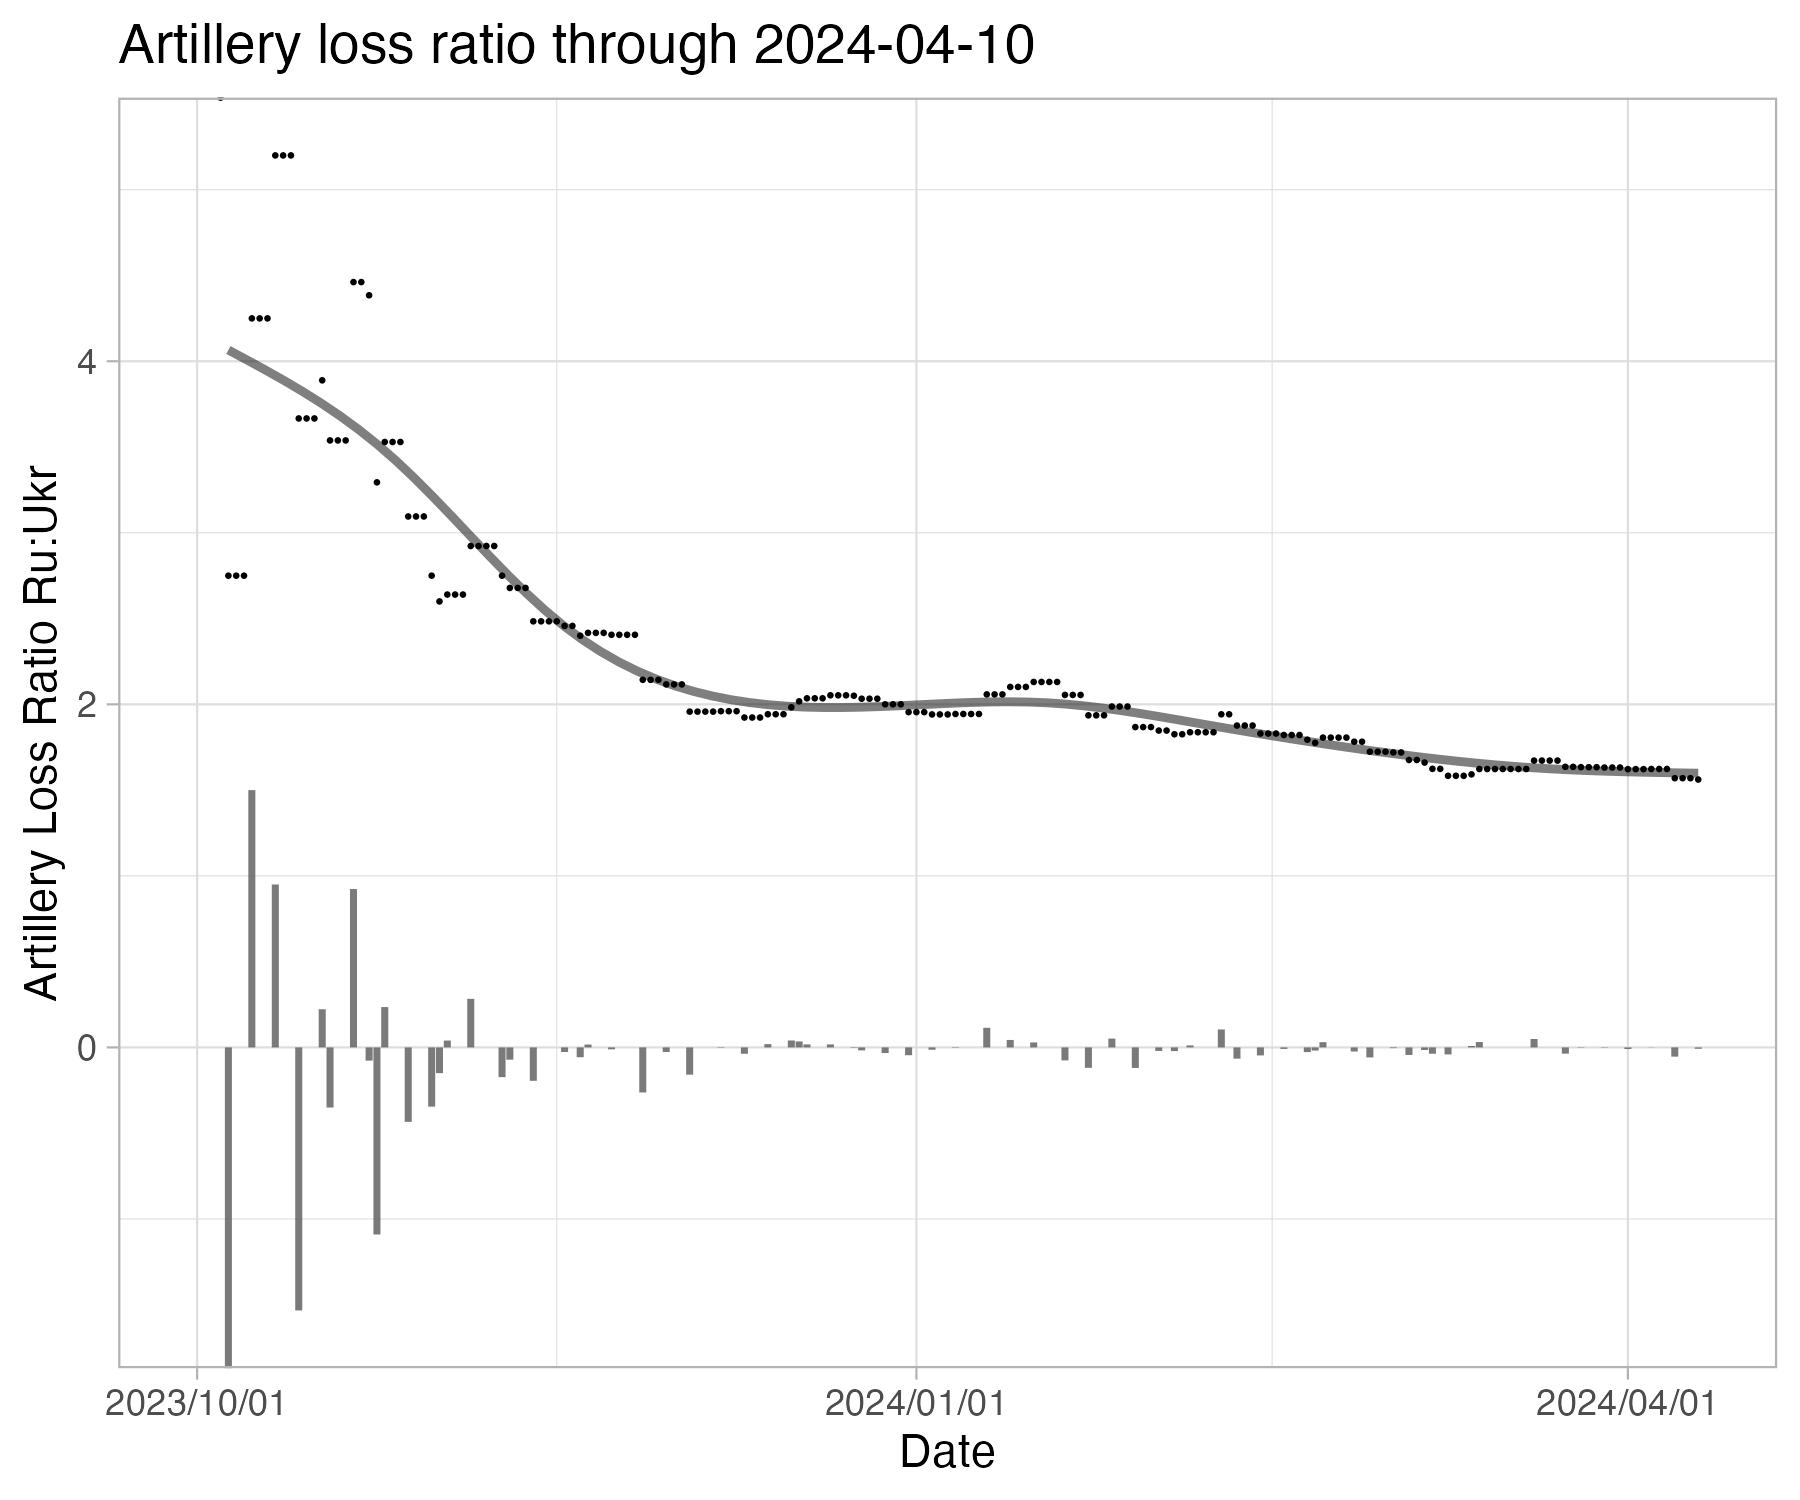 Artillery loss ratio through 2024-04-10
Artillery Loss Ratio Ru:Ukr
4
2
0
2023/10/01
2024/01/01
2024/04/01
Date